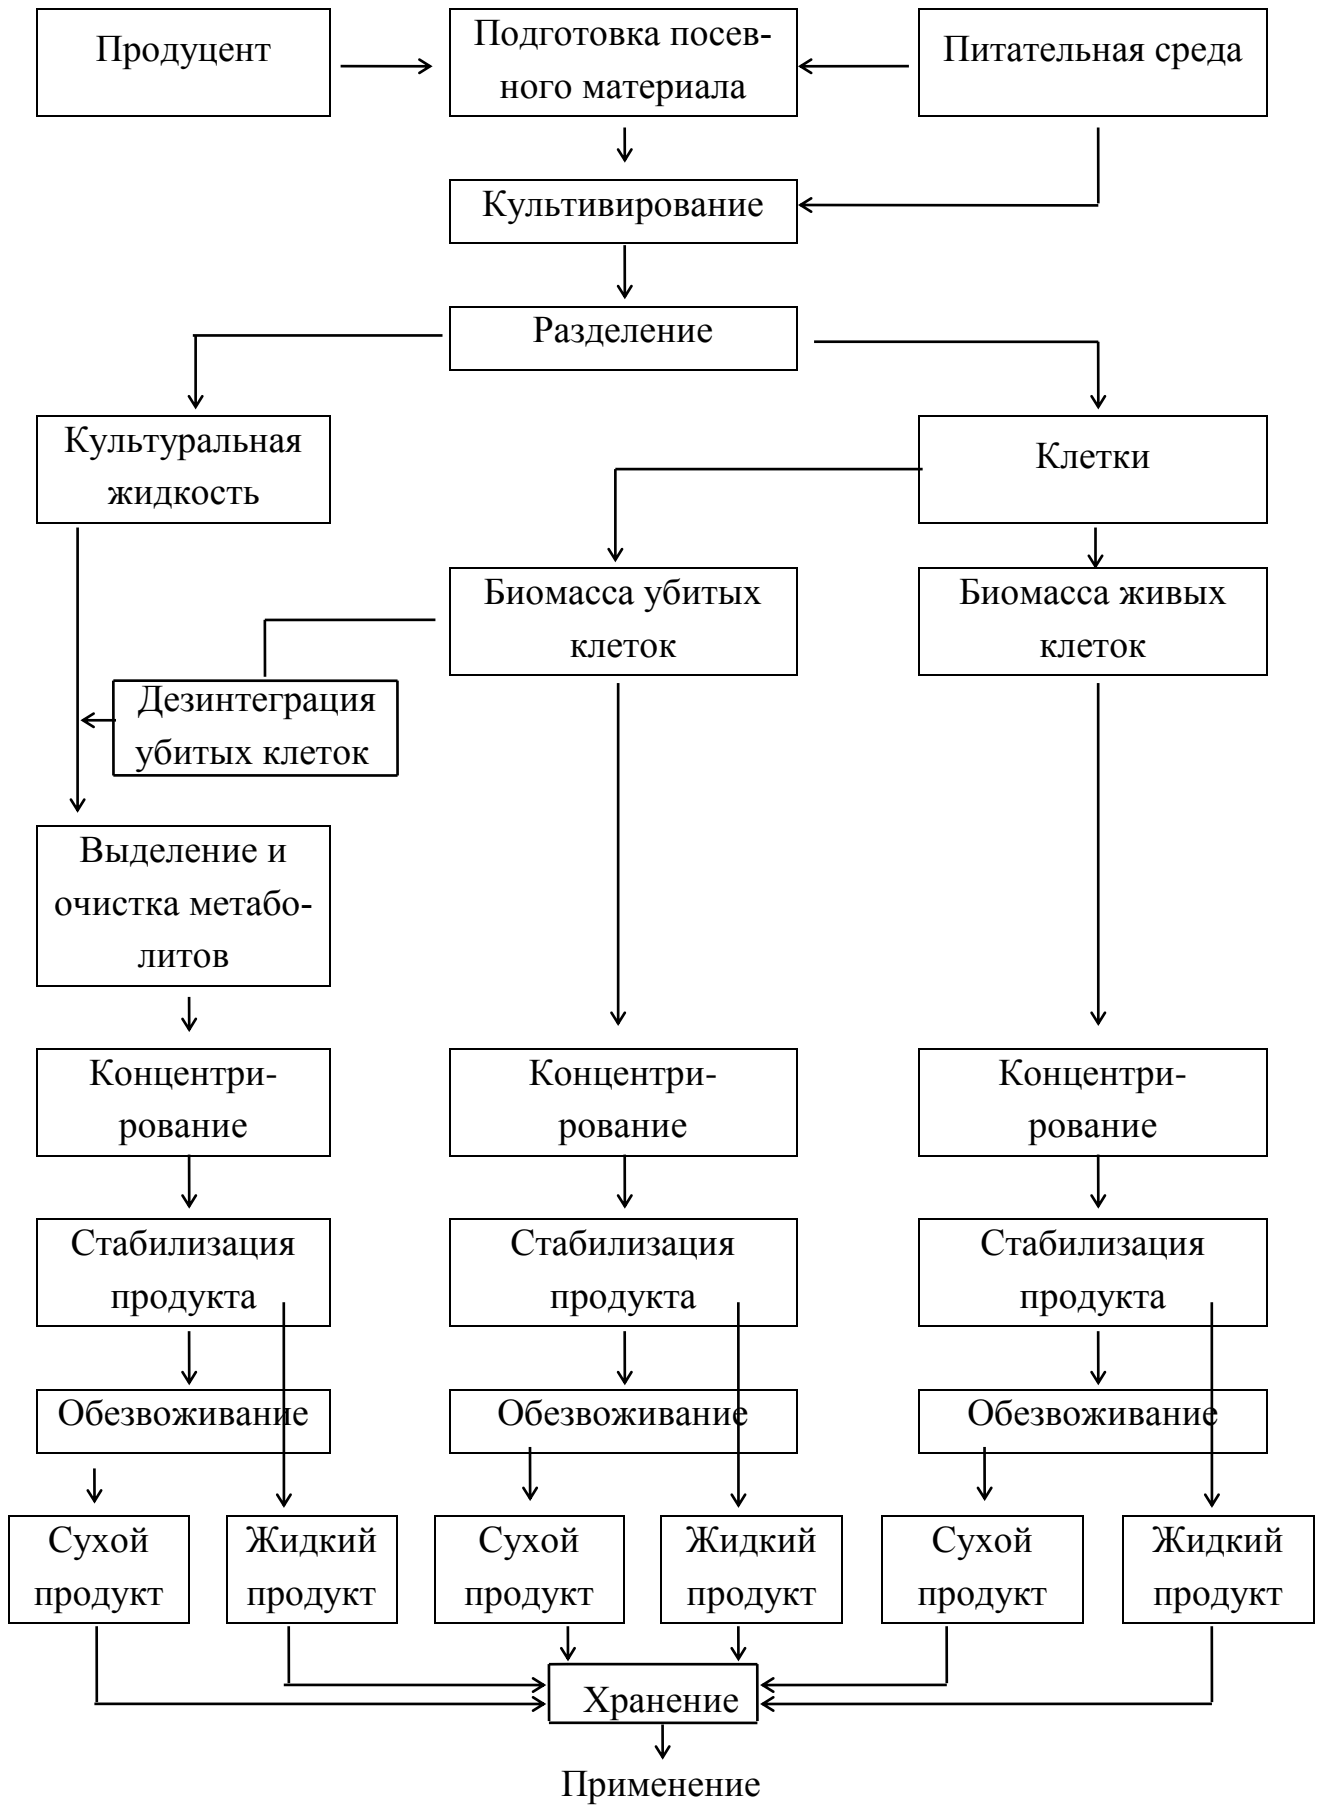 Продуцент
Подготовка посев-
ного материала
Питательная среда
Культивирование
Разделение
Культуральная
жидкость
Клетки
Биомасса убитых
клеток
Биомасса живых
клеток
Дезинтеграция
убитых клеток
Выделение и
очистка метабо-
литов
Концентри-
рование
Концентри-
рование
Концентри-
рование
Стабилизация
продукта
Стабилизация
продукта
Стабилизация
продукта
Обезвоживание
Обезвоживание
Обезвоживание
Сухой
продукт
Жидкий
продукт
Сухой
продукт
Жидкий
продукт
Сухой
продукт
Жидкий
продукт
Хранение
Применение